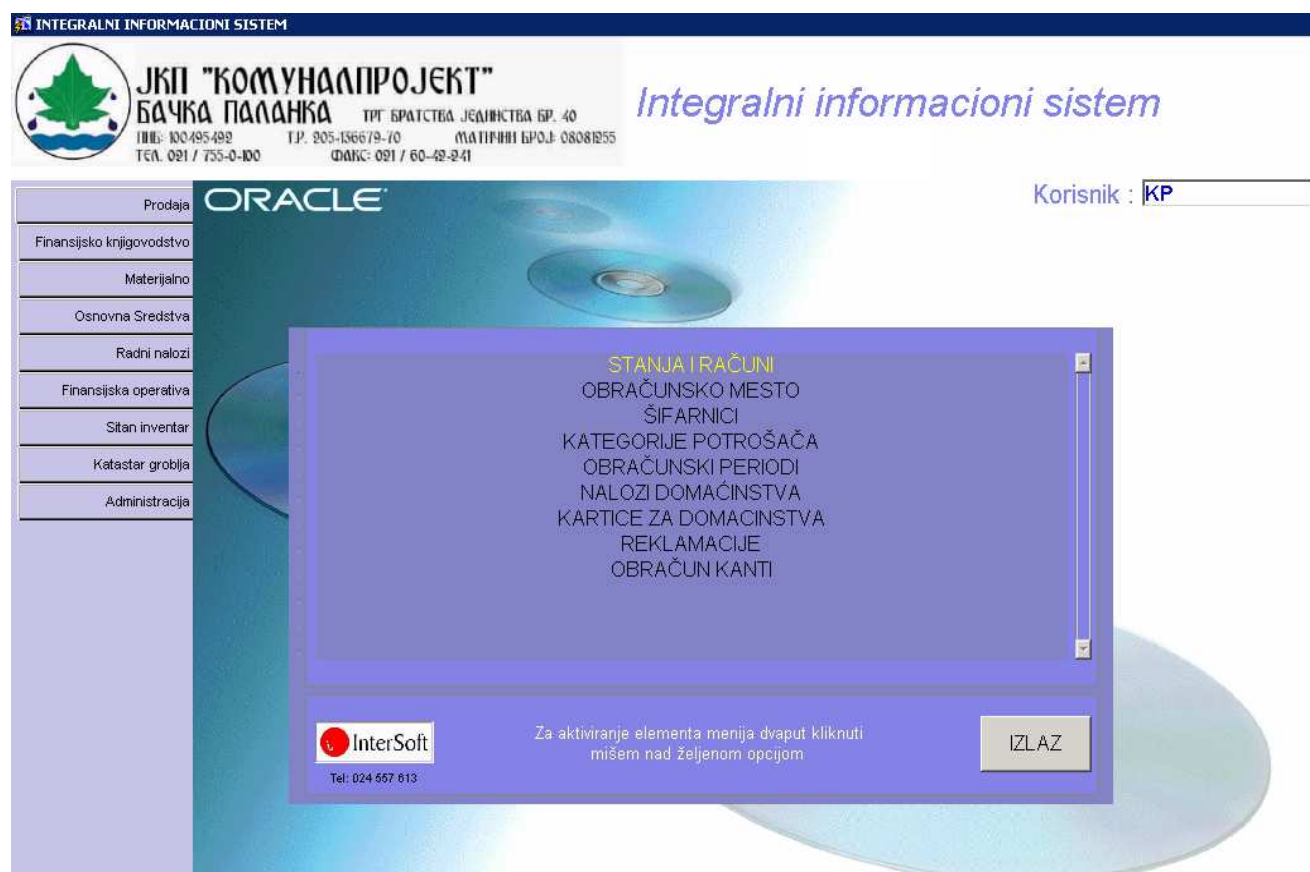 INTEGRALNI INFORMACIONI SISTEM
ЈКП "КОМУНАЛПРОЈЕКТ"
БАЧКА ПАЛАНКА ТРГ БРАТСТВА ЈЕДИНСТВА БР. 40
ПИБ: 100495492 Т.Р. 205-136679-70 МАТИЧНИ БРОЈ: 08081255
ТЕЛ. 021 / 755-0-100 ФАКС: 021 / 60-42-241
Integralni informacioni sistem
ORACLE
Korisnik : KP
Prodaja
Finansijsko knjigovodstvo
Materijalno
Osnovna Sredstva
Radni nalozi
Finansijska operativa
Sitan inventar
Katastar groblja
Administracija
STANJA I RAČUNI
OBRAČUNSKO MESTO
ŠIFARNICI
KATEGORIJE POTROŠAČA
OBRAČUNSKI PERIODI
NALOZI DOMAĆINSTVA
KARTICE ZA DOMACINSTVA
REKLAMACIJE
OBRAČUN KANTI
InterSoft
Tel: 024 557 613
Za aktiviranje elementa menija dvaput kliknuti
mišem nad željenom opcijom
IZLAZ